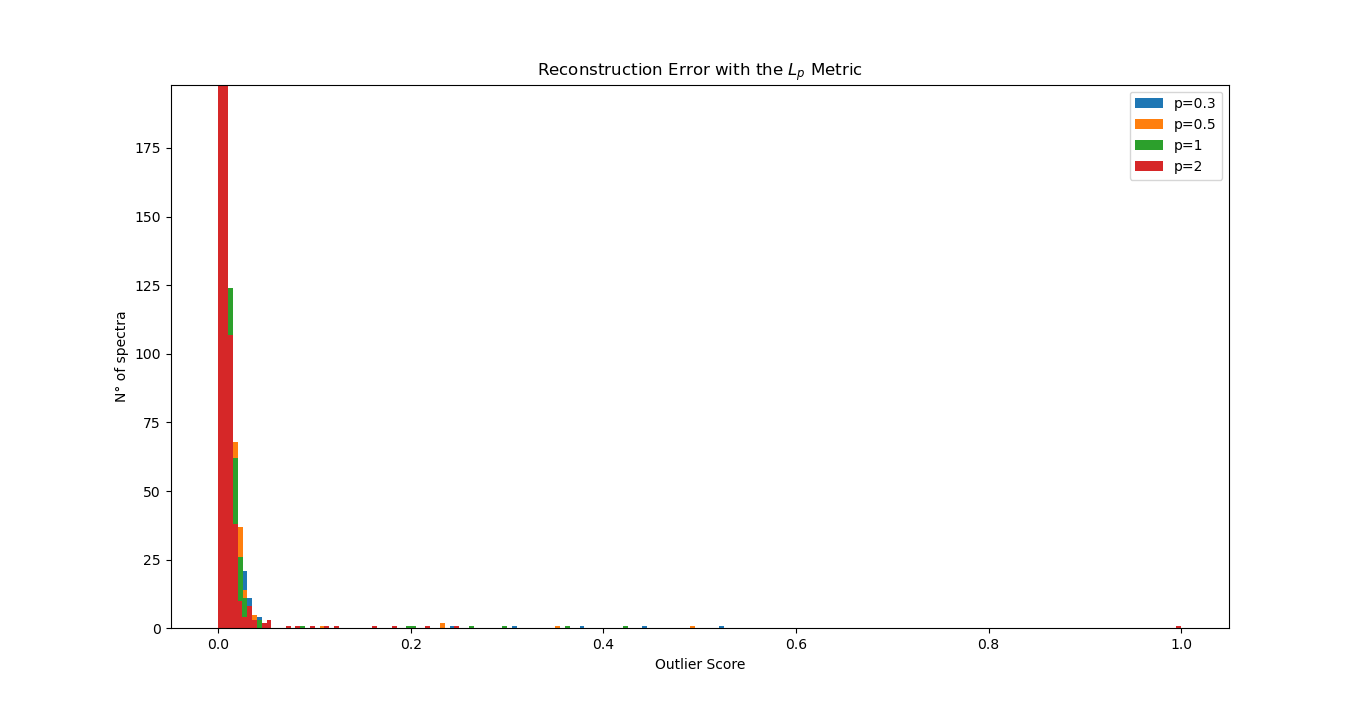 Reconstruction Error with the Lₚ Metric
p=0.3
p=0.5
p=1
p=2
175
150
125
100
75
50
25
0
N° of spectra
0.0 0.2 0.4 0.6 0.8 1.0
Outlier Score